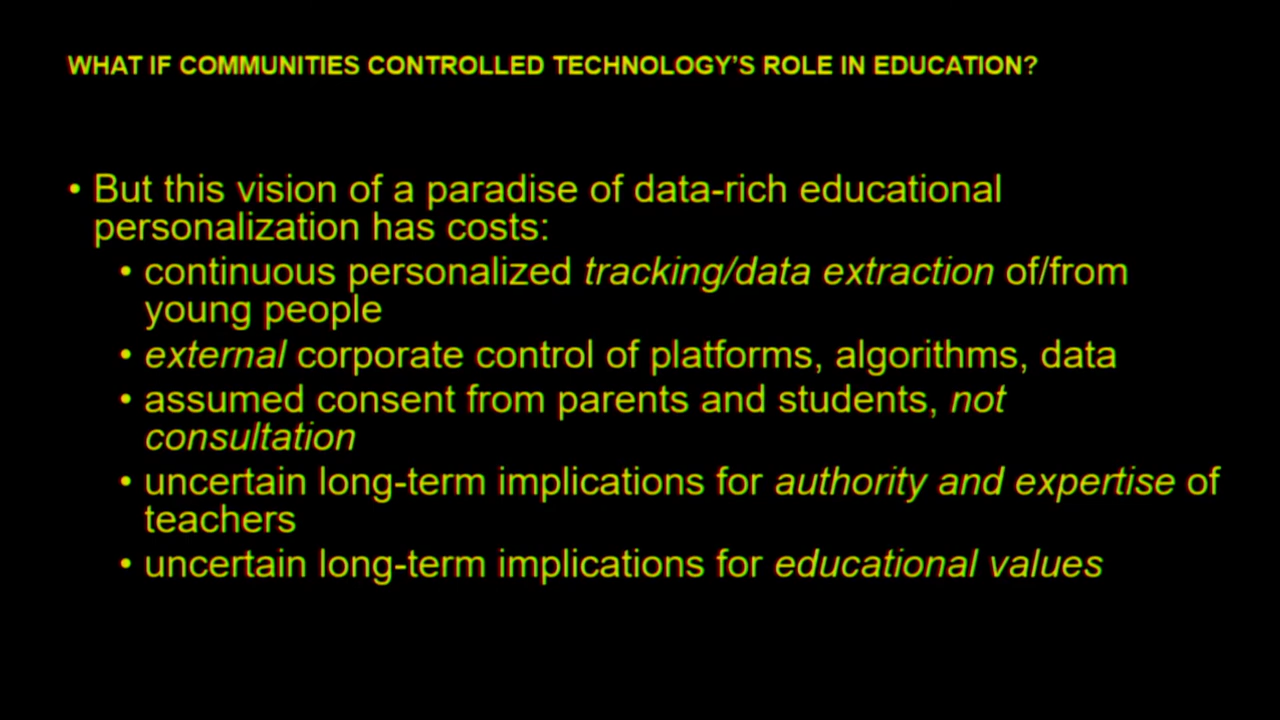 WHAT IF COMMUNITIES CONTROLLED TECHNOLOGY’S ROLE IN EDUCATION?
• But this vision of a paradise of data-rich educational
personalization has costs:
• continuous personalized tracking/data extraction of/from
young people
• external corporate control of platforms, algorithms, data
• assumed consent from parents and students, not
consultation
• uncertain long-term implications for authority and expertise of
teachers
• uncertain long-term implications for educational values